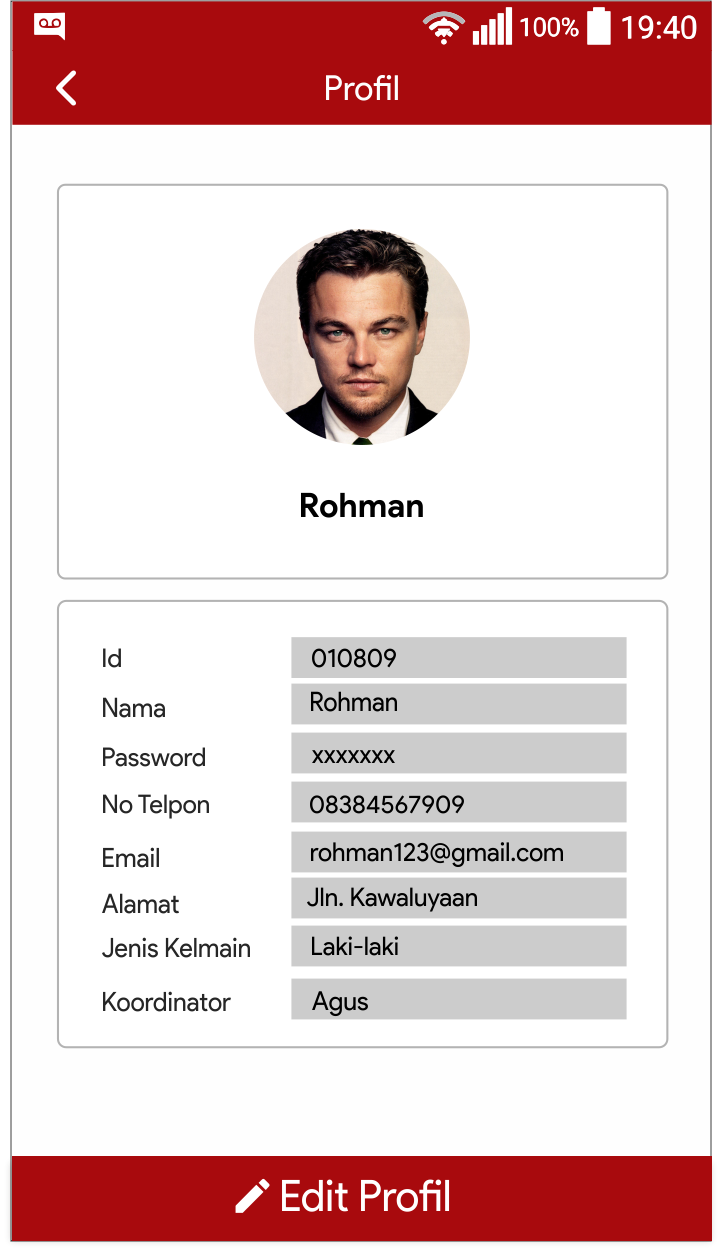 100% 19:40
Profil
Rohman
Id 010809
Nama Rohman
Password xxxxxxx
No Telpon 08384567909
Email rohman123@gmail.com
Alamat Jln. Kawaluyaan
Jenis Kelmain Laki-laki
Koordinator Agus
Edit Profil